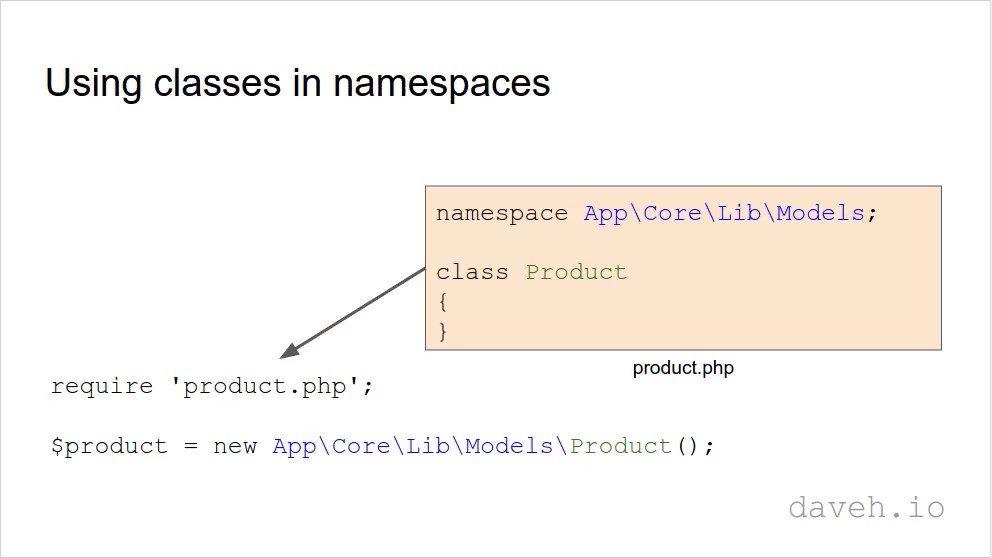 Using classes in namespaces
namespace App\Core\Lib\Models;
class Product
{
}
product.php
require 'product.php';
$product = new App\Core\Lib\Models\Product();
daveh.io